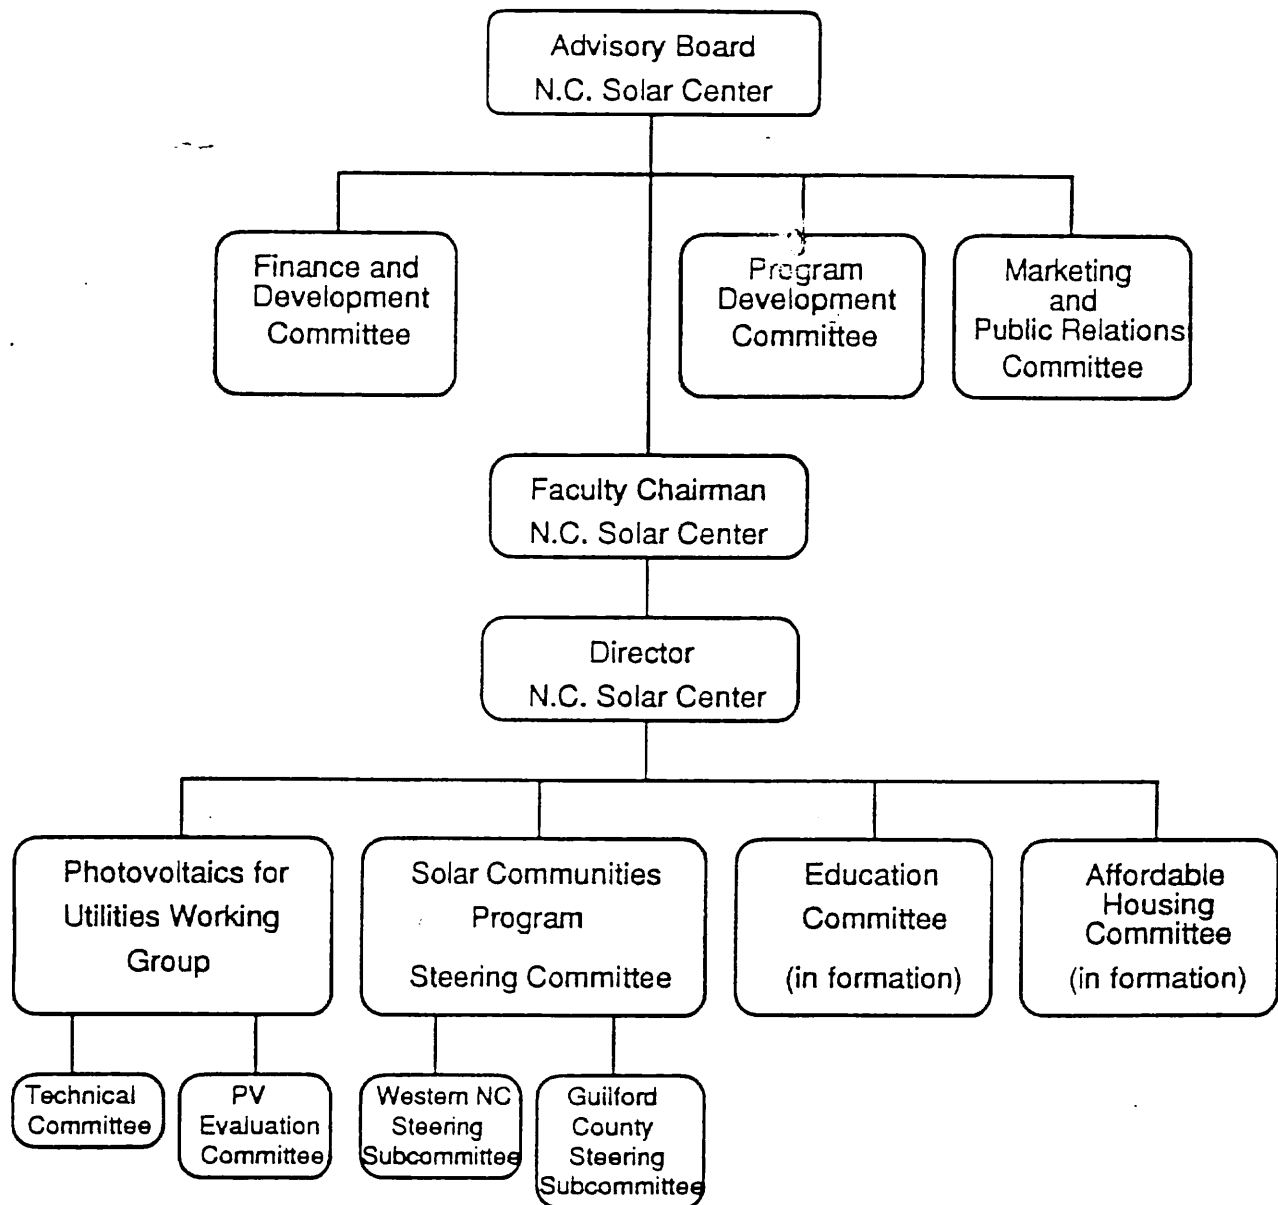 Advisory Board
N.C. Solar Center
Finance and
Development
Committee
Program
Development
Committee
Marketing
and
Public Relations
Committee
Faculty Chairman
N.C. Solar Center
Director
N.C. Solar Center
Photovoltaics for
Utilities Working
Group
Solar Communities
Program
Steering Committee
Education
Committee
(in formation)
Affordable
Housing
Committee
(in formation)
Technical
Committee
PV
Evaluation
Committee
Western NC
Steering
Subcommittee
Guilford
County
Steering
Subcommittee